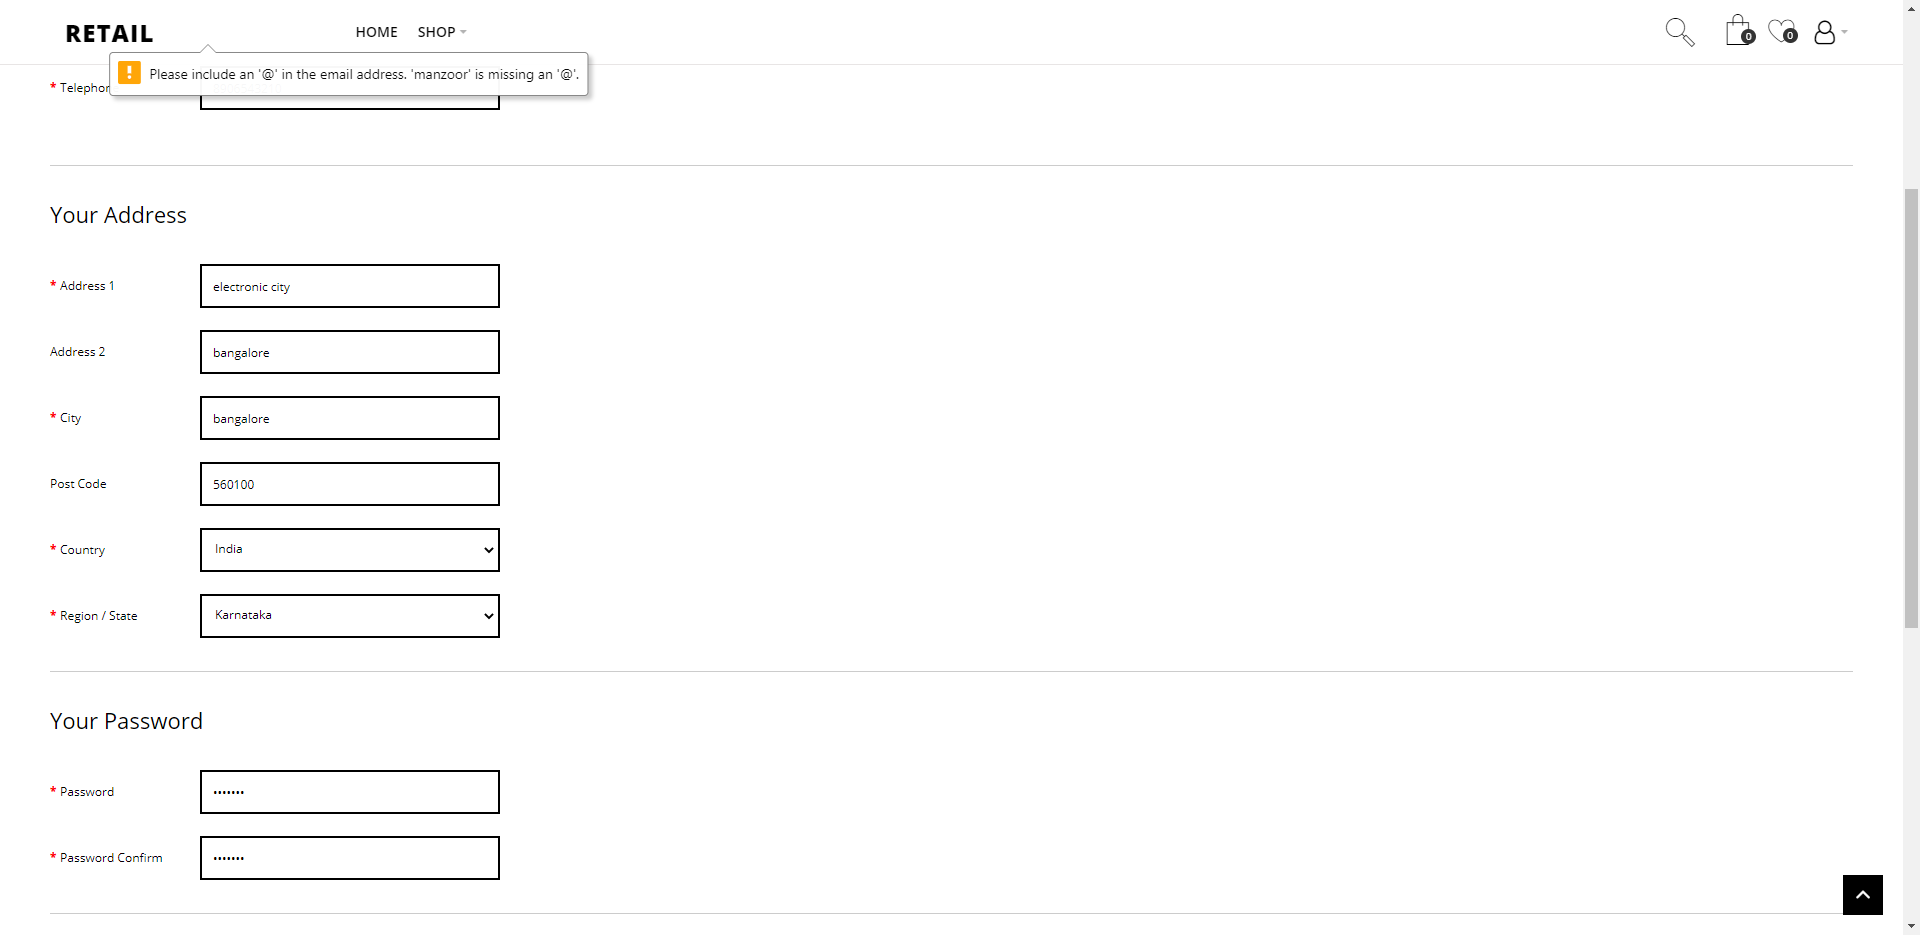 RETAIL
HOME
SHOP
0
0
Please include an '@' in the email address. 'manzoor' is missing an '@'.
* Telephon
Your Address
* Address 1
electronic city
Address 2
bangalore
* City
bangalore
Post Code
560100
* Country
India
* Region / State
Karnataka
Your Password
* Password
•••••••
* Password Confirm
•••••••